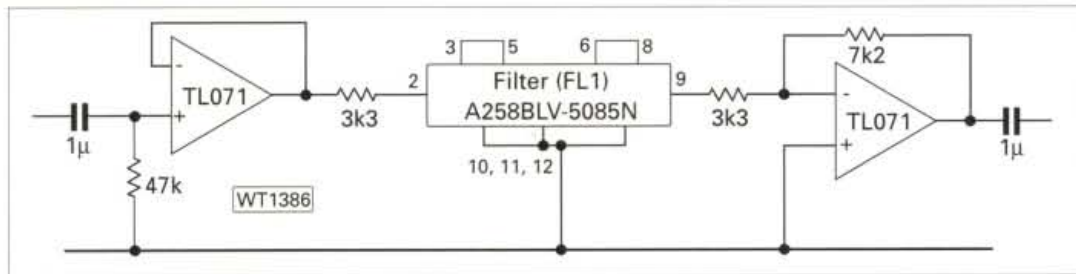 3 5
6 8
7k2
Filter (FL1)
A258BLV-5085N
2
9
-
TL071
+
-
TL071
+
3k3
3k3
1µ
1µ
10, 11, 12
47k
WT1386